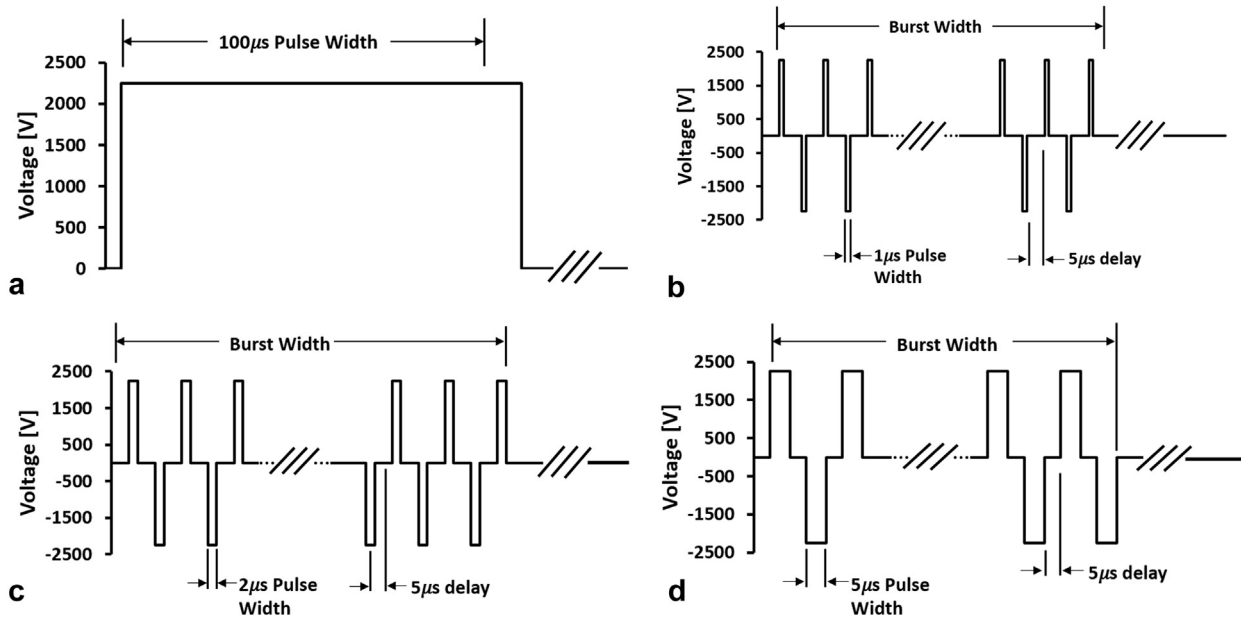 100μs Pulse Width
2500
2000
1500
1000
500
0
Voltage [V]
a
Burst Width
2500
1500
500
-500
-1500
-2500
Voltage [V]
1μs Pulse
Width
5μs delay
b
Burst Width
2500
1500
500
-500
-1500
-2500
Voltage [V]
2μs Pulse
Width
5μs delay
c
Burst Width
2500
1500
500
-500
-1500
-2500
Voltage [V]
5μs Pulse
Width
5μs delay
d